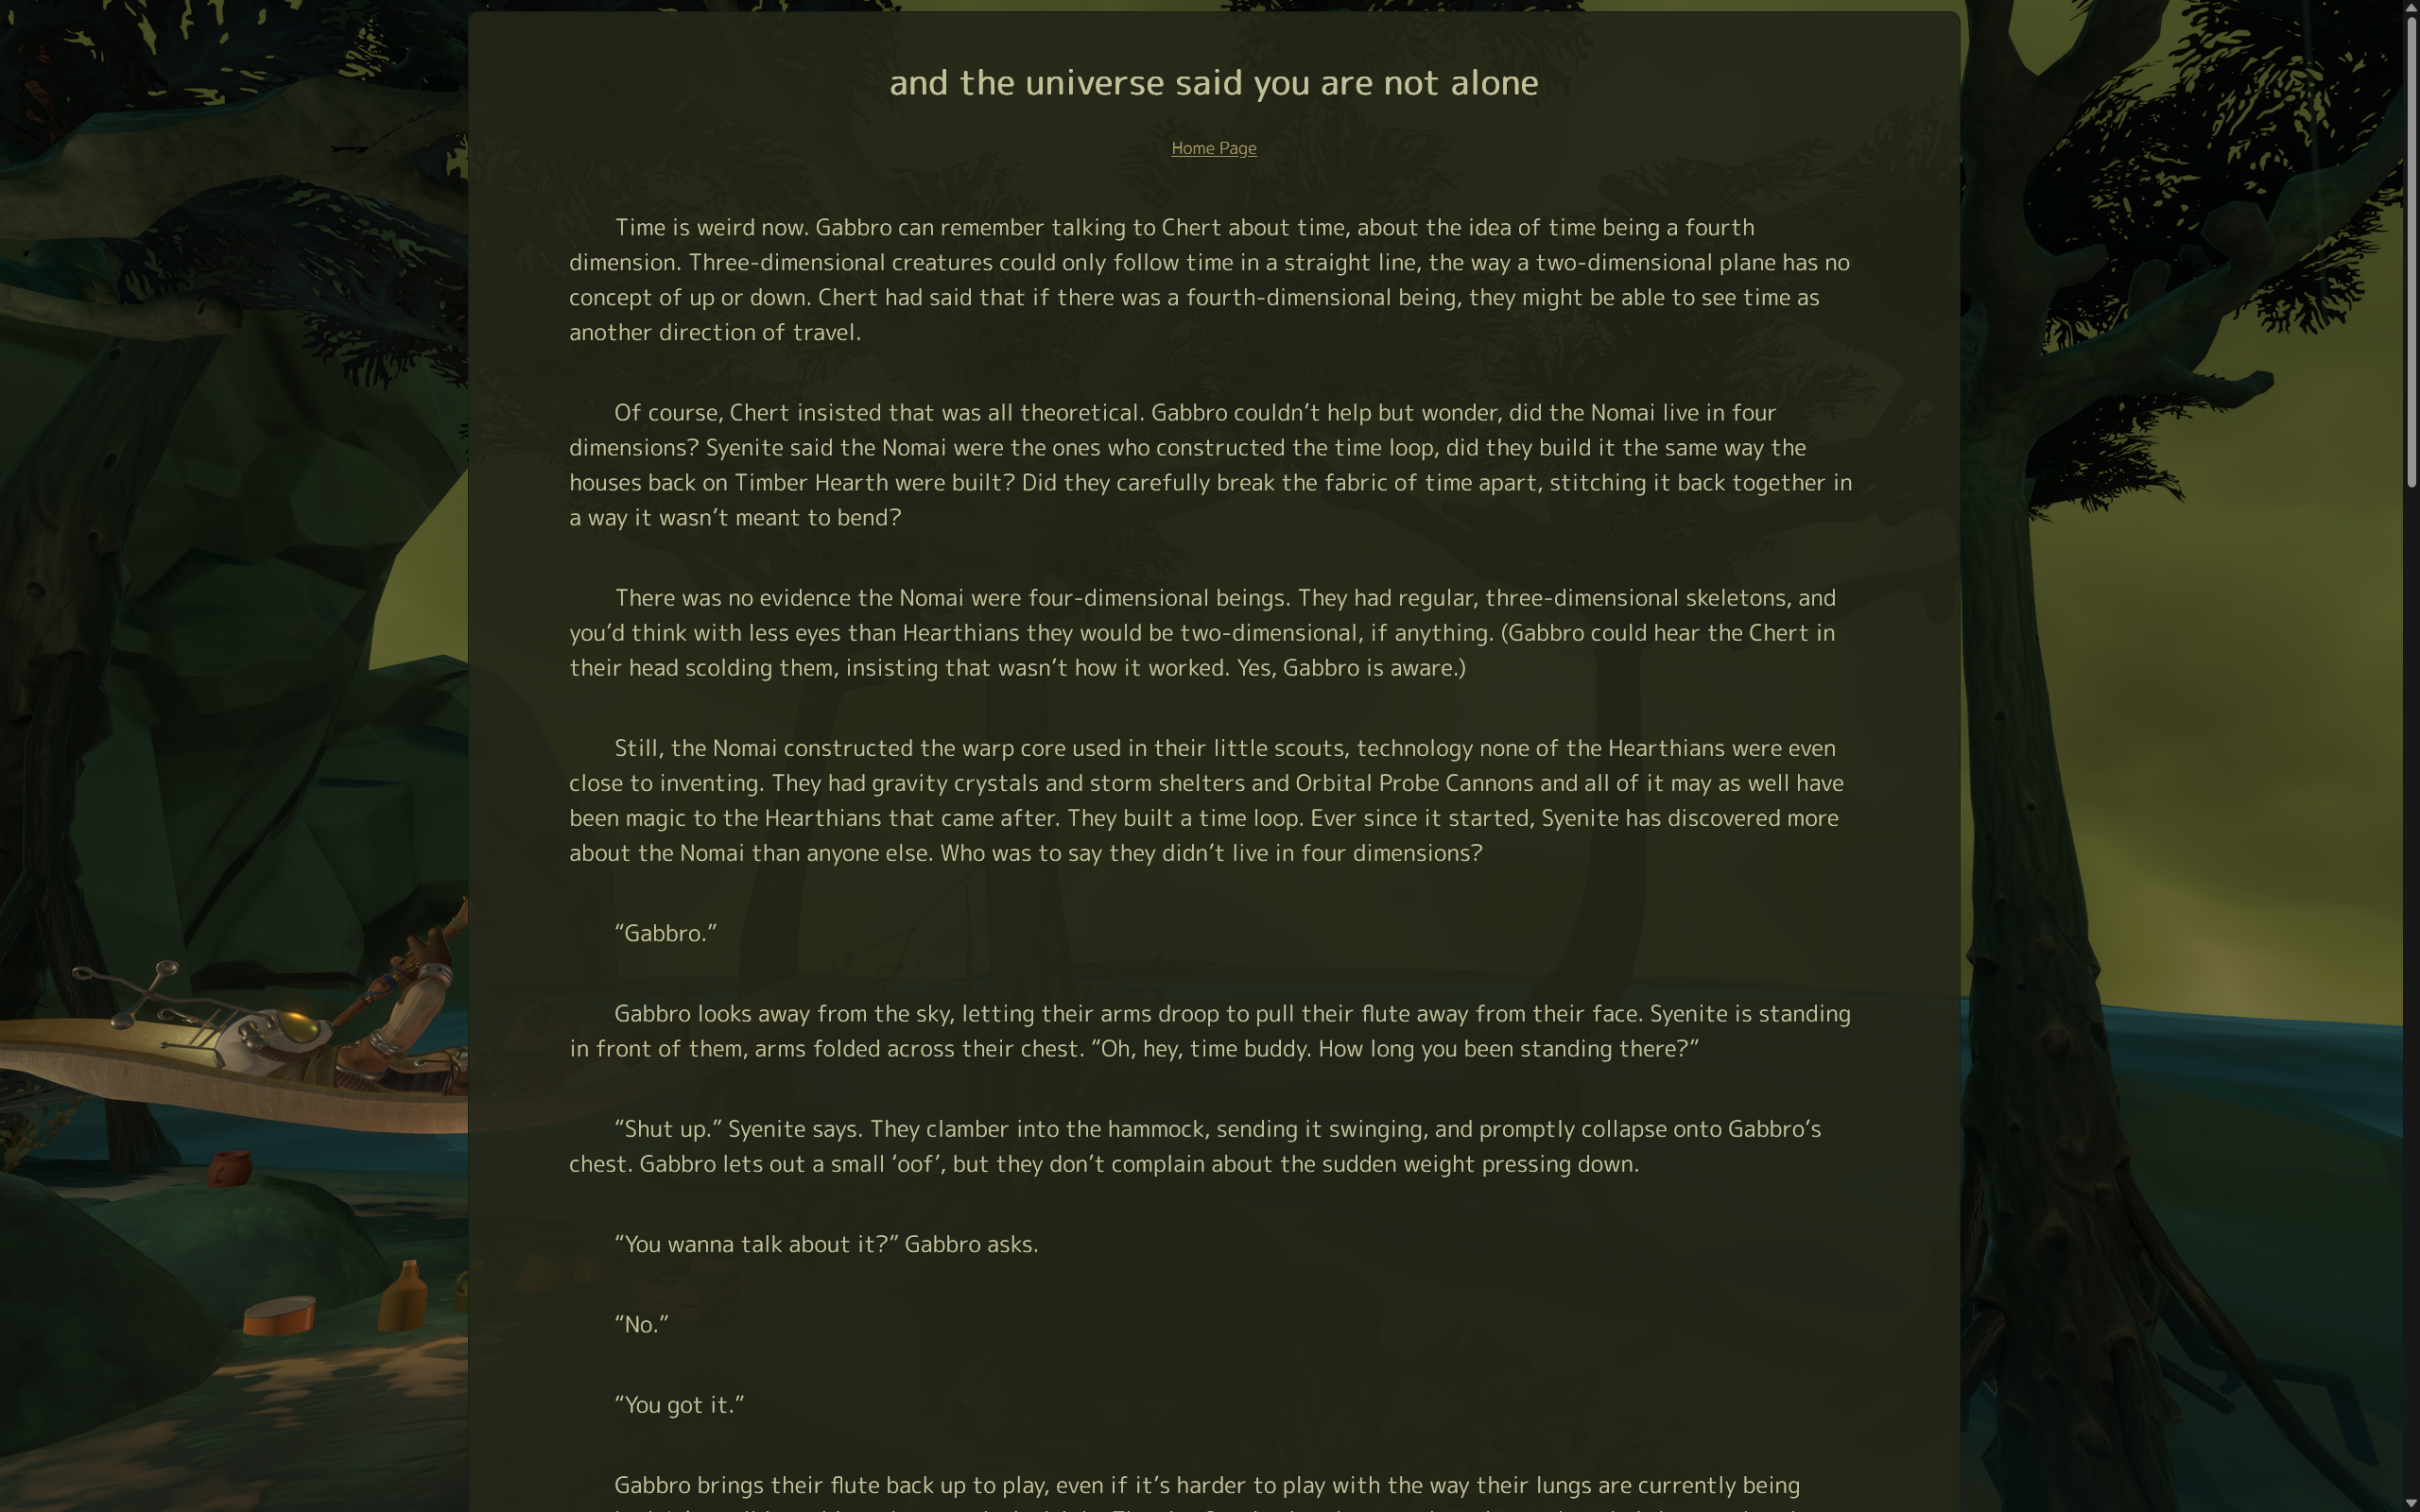 and the universe said you are not alone
Home Page
Time is weird now. Gabbro can remember talking to Chert about time, about the idea of time being a fourth
dimension. Three-dimensional creatures could only follow time in a straight line, the way a two-dimensional plane has no
concept of up or down. Chert had said that if there was a fourth-dimensional being, they might be able to see time as
another direction of travel.
Of course, Chert insisted that was all theoretical. Gabbro couldn’t help but wonder, did the Nomai live in four
dimensions? Syenite said the Nomai were the ones who constructed the time loop, did they build it the same way the
houses back on Timber Hearth were built? Did they carefully break the fabric of time apart, stitching it back together in
a way it wasn’t meant to bend?
There was no evidence the Nomai were four-dimensional beings. They had regular, three-dimensional skeletons, and
you’d think with less eyes than Hearthians they would be two-dimensional, if anything. (Gabbro could hear the Chert in
their head scolding them, insisting that wasn’t how it worked. Yes, Gabbro is aware.)
Still, the Nomai constructed the warp core used in their little scouts, technology none of the Hearthians were even
close to inventing. They had gravity crystals and storm shelters and Orbital Probe Cannons and all of it may as well have
been magic to the Hearthians that came after. They built a time loop. Ever since it started, Syenite has discovered more
about the Nomai than anyone else. Who was to say they didn’t live in four dimensions?
“Gabbro.”
Gabbro looks away from the sky, letting their arms droop to pull their flute away from their face. Syenite is standing
in front of them, arms folded across their chest. “Oh, hey, time buddy. How long you been standing there?”
“Shut up.” Syenite says. They clamber into the hammock, sending it swinging, and promptly collapse onto Gabbro’s
chest. Gabbro lets out a small ‘oof’, but they don’t complain about the sudden weight pressing down.
“You wanna talk about it?” Gabbro asks.
“No.”
“You got it.”
Gabbro brings their flute back up to play, even if it’s harder to play with the way their lungs are currently being